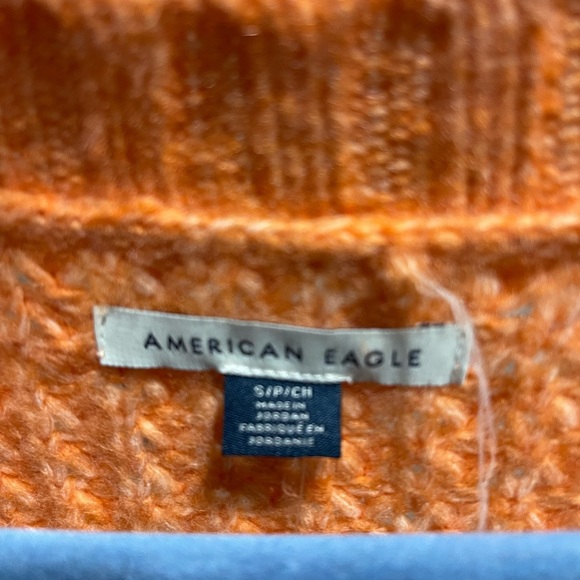 AMERICAN EAGLE
S/P/CH
MADE IN
JORDAN
FABRIQUÉ EN
JORDANIE